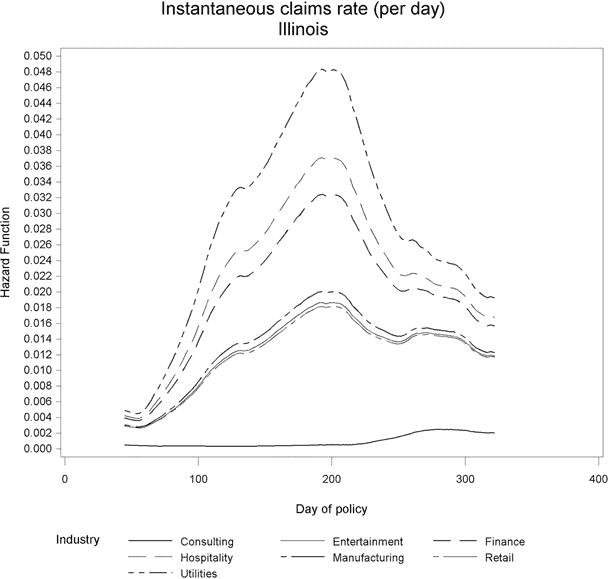 Instantaneous claims rate (per day)
Illinois
Hazard Function
0.050
0.048
0.046
0.044
0.042
0.040
0.038
0.036
0.034
0.032
0.030
0.028
0.026
0.024
0.022
0.020
0.018
0.016
0.014
0.012
0.010
0.008
0.006
0.004
0.002
0.000
0 100 200 300 400
Day of policy
Industry
Consulting Entertainment Finance
Hospitality Manufacturing Retail
Utilities